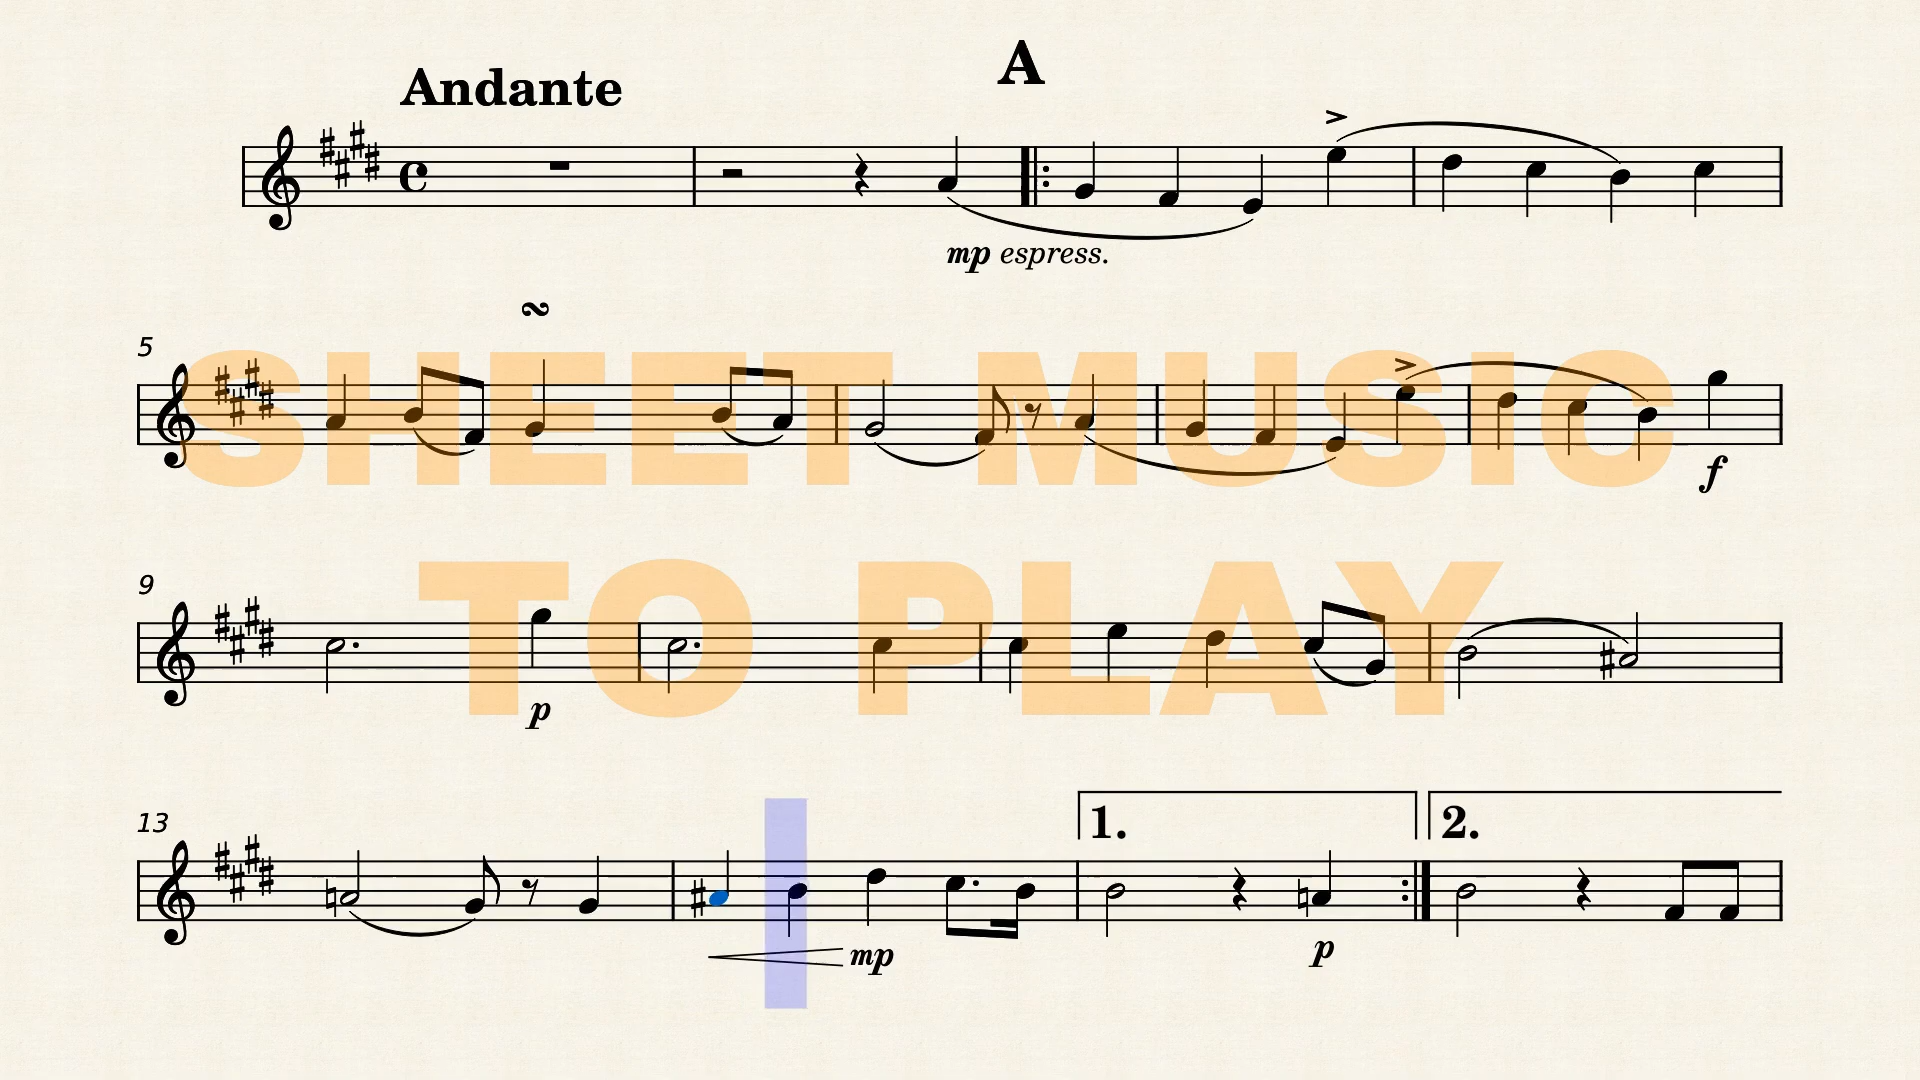 A
Andante
mp espress.
5
SHEET MUSIC
f
9
TO PLAY
p
13
1. 2.
mp p